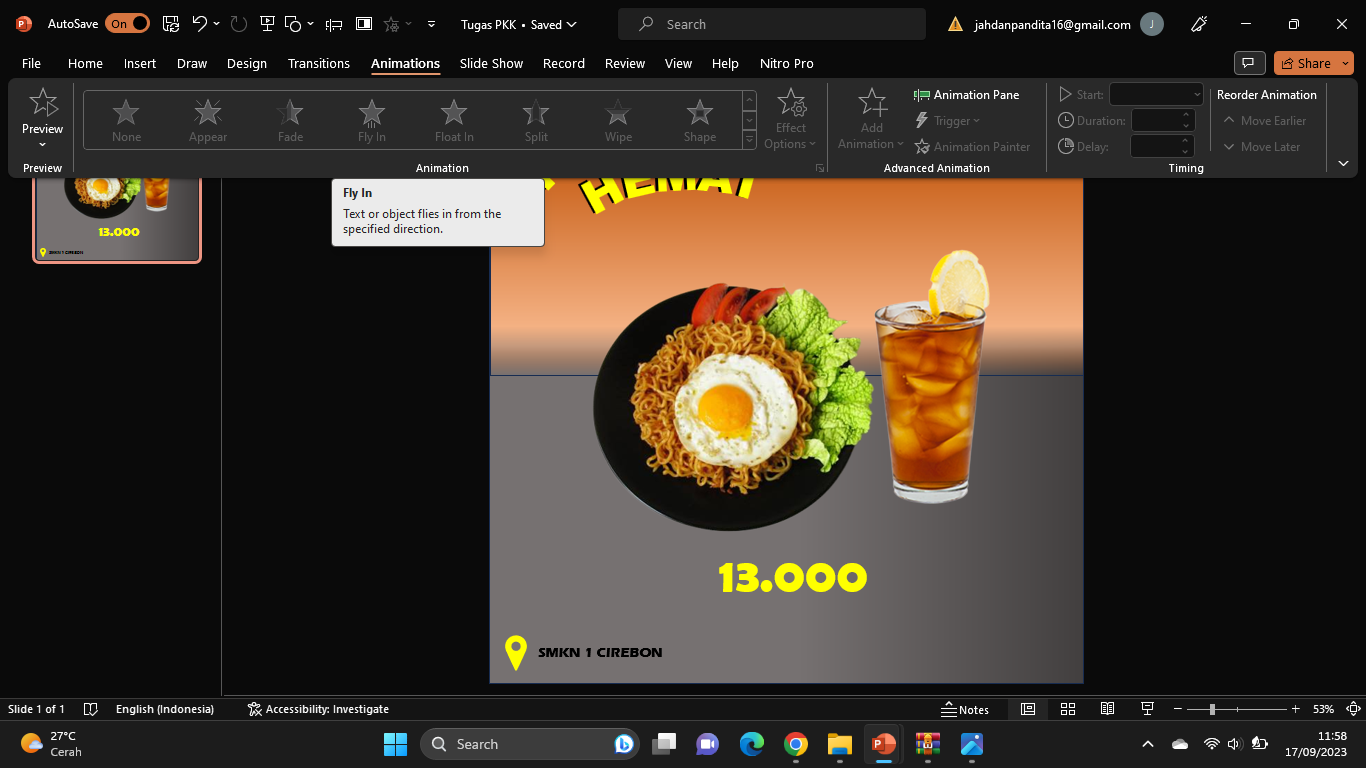 AutoSave On Tugas PKK • Saved Search jahdanpandita16@gmail.com J
File Home Insert Draw Design Transitions Animations Slide Show Record Review View Help Nitro Pro Share
Preview
None Appear Fade Fly In Float In Split Wipe Shape
Effect Options
Add Animation
Animation Pane
Trigger
Animation Painter
Start:
Duration:
Delay:
Reorder Animation
Move Earlier
Move Later
Preview Animation Advanced Animation Timing
Fly In
Text or object flies in from the
specified direction.
13.000
SMKN 1 CIREBON
HEMAT
13.000
SMKN 1 CIREBON
Slide 1 of 1 English (Indonesia) Accessibility: Investigate Notes 53%
27°C
Cerah
Search
11:58
17/09/2023